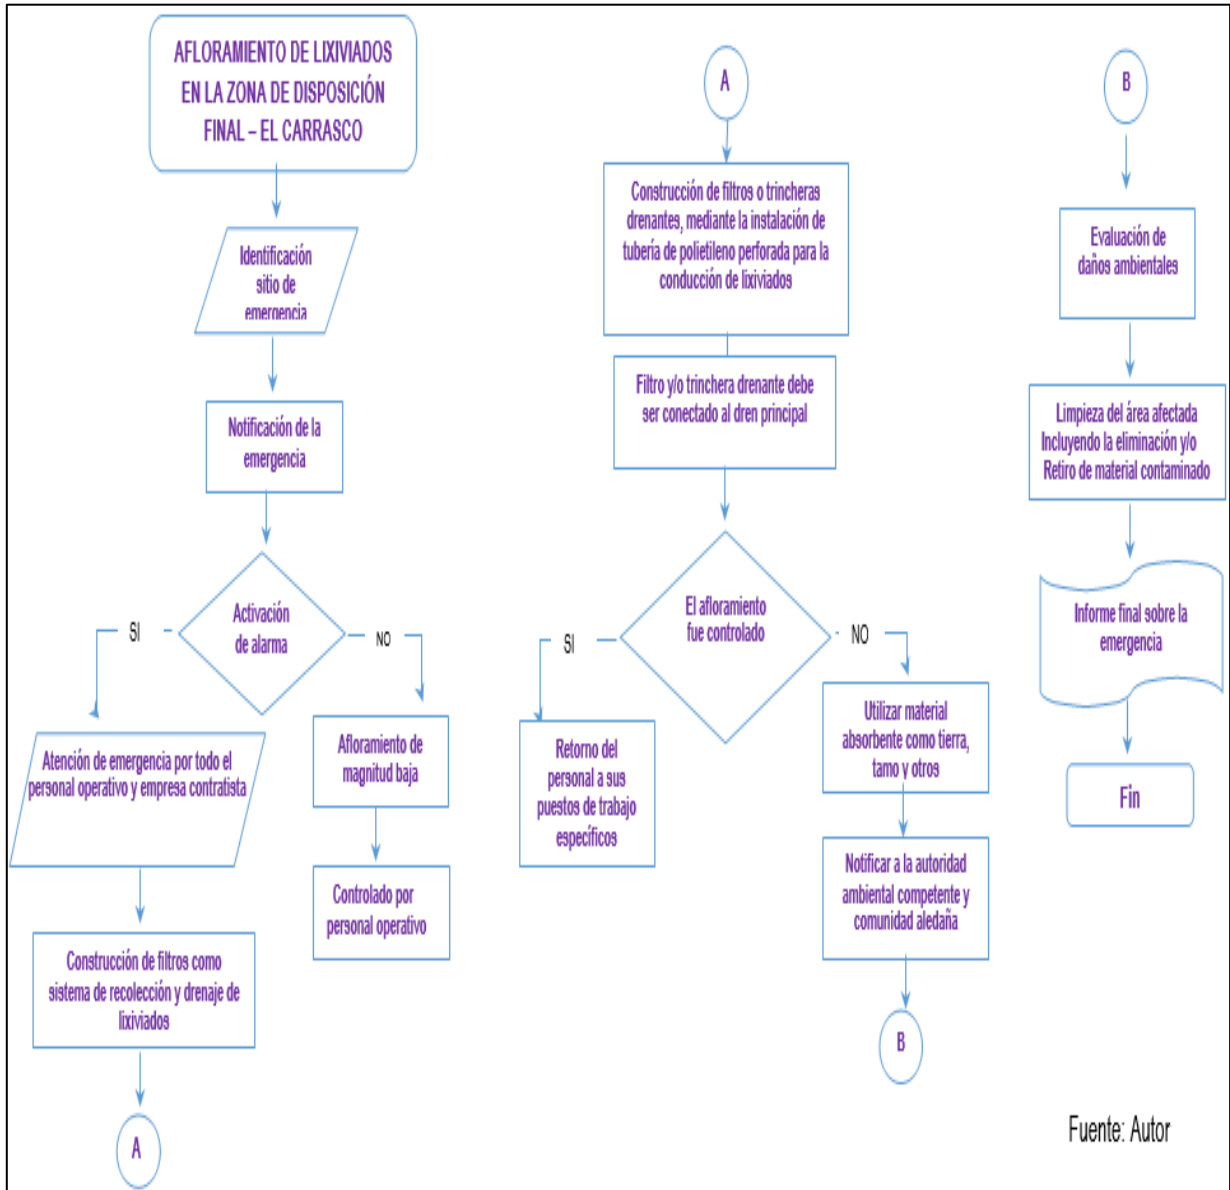 AFLORAMIENTO DE LIXIVIADOS
EN LA ZONA DE DISPOSICIÓN
FINAL – EL CARRASCO
Identificación
sitio de
emergencia
Notificación de la
emergencia
Activación
de alarma
SI
NO
Atención de emergencia por todo el
personal operativo y empresa contratista
Afloramiento de
magnitud baja
Controlado por
personal operativo
Construcción de filtros como
sistema de recolección y drenaje de
lixiviados
A
A
Construcción de filtros o trincheras
drenantes, mediante la instalación de
tubería de polietileno perforada para la
conducción de lixiviados
Filtro y/o trinchera drenante debe
ser conectado al dren principal
El afloramiento
fue controlado
SI
NO
Retorno del
personal a sus
puestos de trabajo
específicos
Utilizar material
absorbente como tierra,
tamo y otros
Notificar a la autoridad
ambiental competente y
comunidad aledaña
B
B
Evaluación de
daños ambientales
Limpieza del área afectada
Incluyendo la eliminación y/o
Retiro de material contaminado
Informe final sobre la
emergencia
Fin
Fuente: Autor